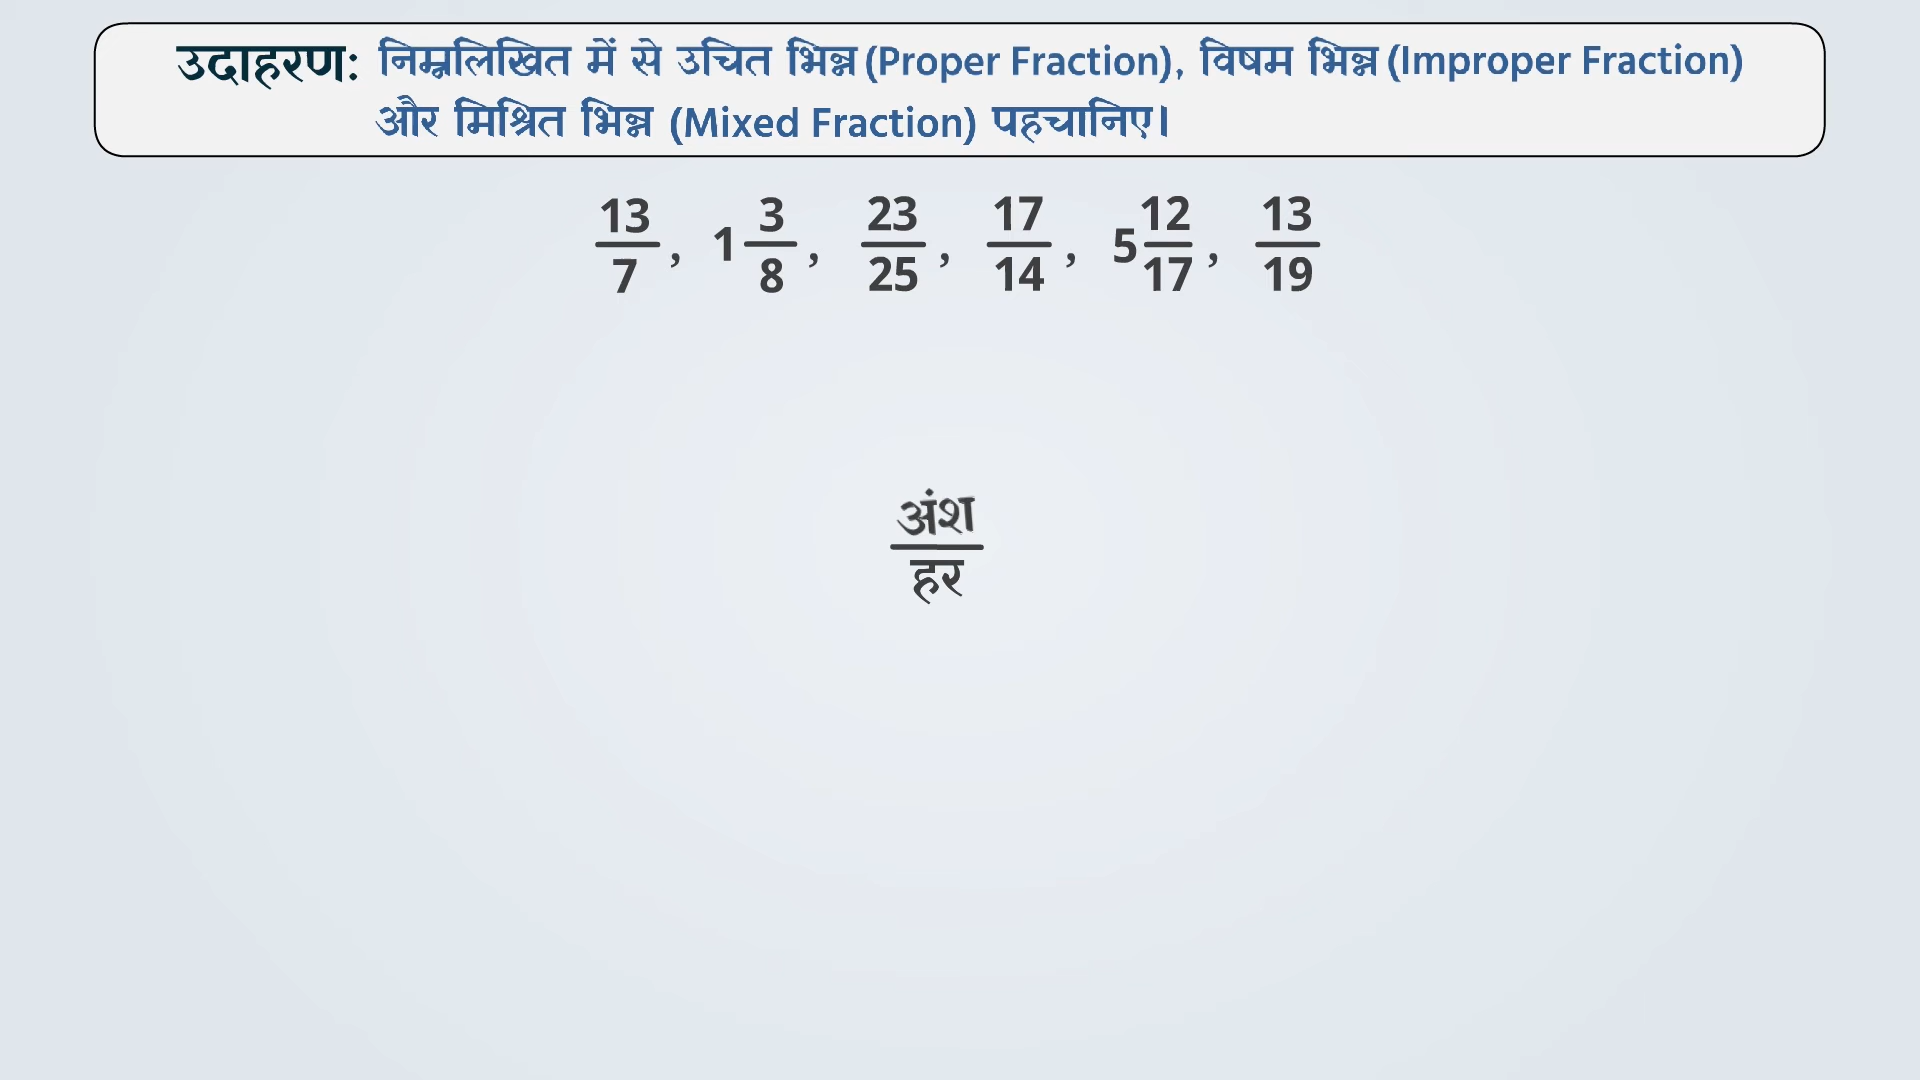 उदाहरण: निम्नलिखित में से उचित भिन्न (Proper Fraction), विषम भिन्न (Improper Fraction)
और मिश्रित भिन्न (Mixed Fraction) पहचानिए।
13/7, 1 3/8, 23/25, 17/14, 5 12/17, 13/19
अंश
हर